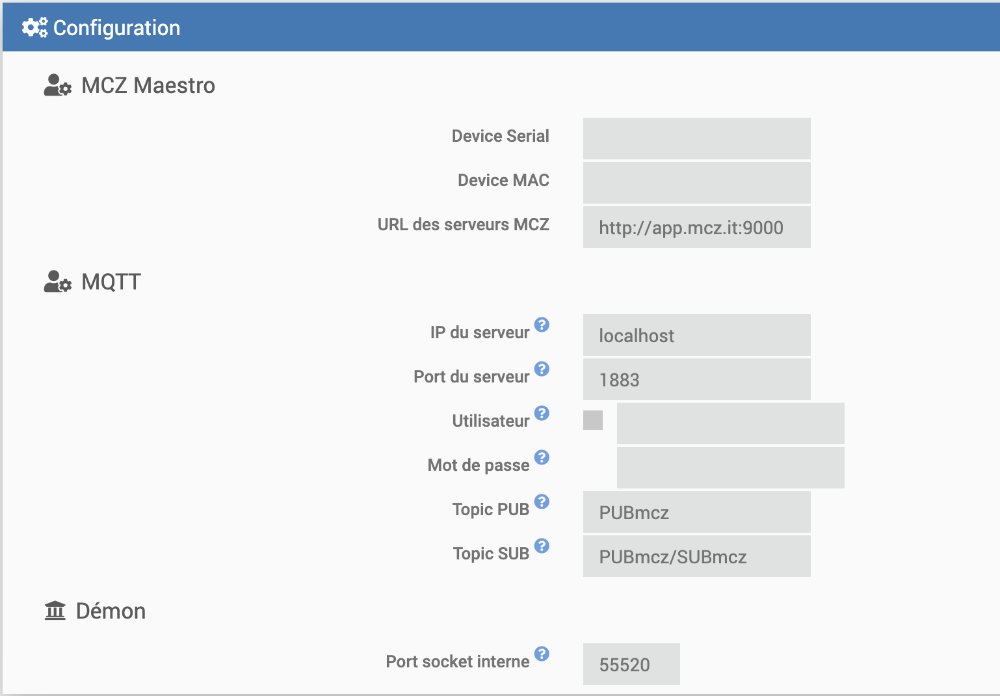 Configuration
MCZ Maestro
Device Serial
Device MAC
URL des serveurs MCZ http://app.mcz.it:9000
MQTT
IP du serveur ? localhost
Port du serveur ? 1883
Utilisateur ?
Mot de passe ?
Topic PUB ? PUBmcz
Topic SUB ? PUBmcz/SUBmcz
Démon
Port socket interne ? 55520